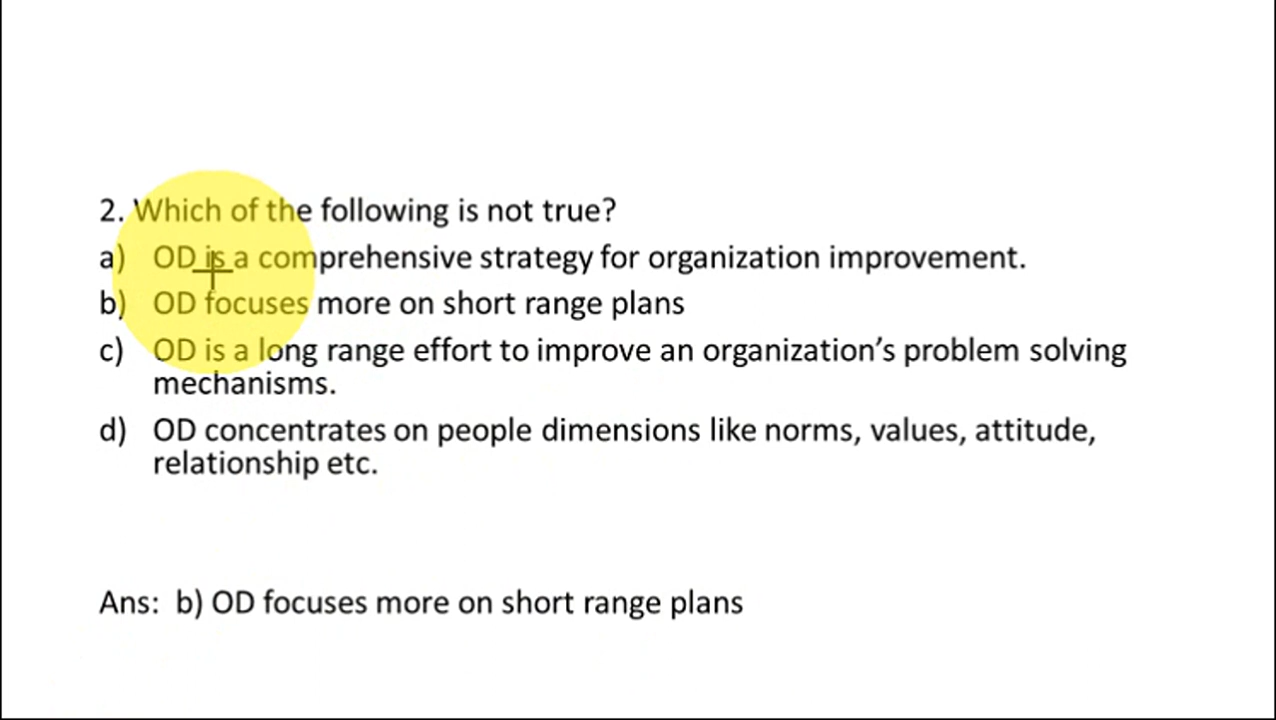 2. Which of the following is not true?
a) OD is a comprehensive strategy for organization improvement.
b) OD focuses more on short range plans
c) OD is a long range effort to improve an organization’s problem solving
mechanisms.
d) OD concentrates on people dimensions like norms, values, attitude,
relationship etc.
Ans: b) OD focuses more on short range plans